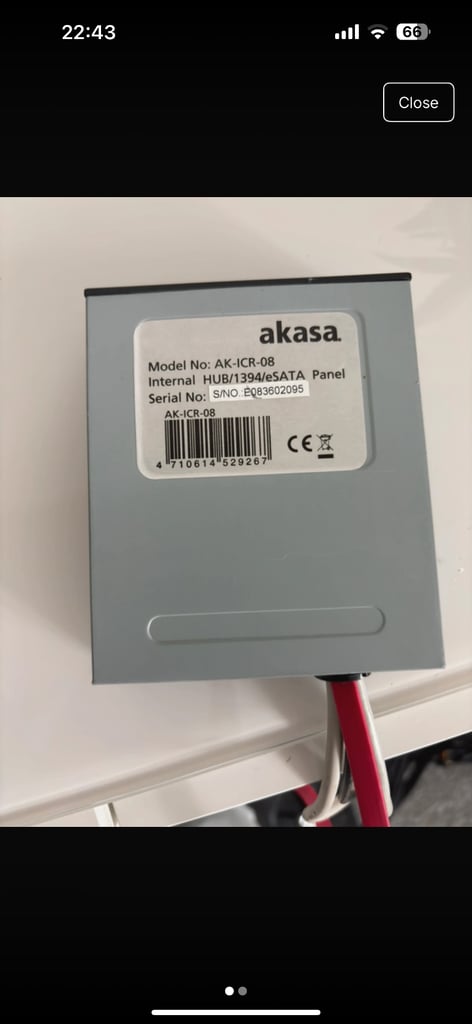 22:43
66
Close
akasa
Model No: AK-ICR-08
Internal HUB/1394/eSATA Panel
Serial No: S/NO.:E083602095
AK-ICR-08
4 710614 529267
CE